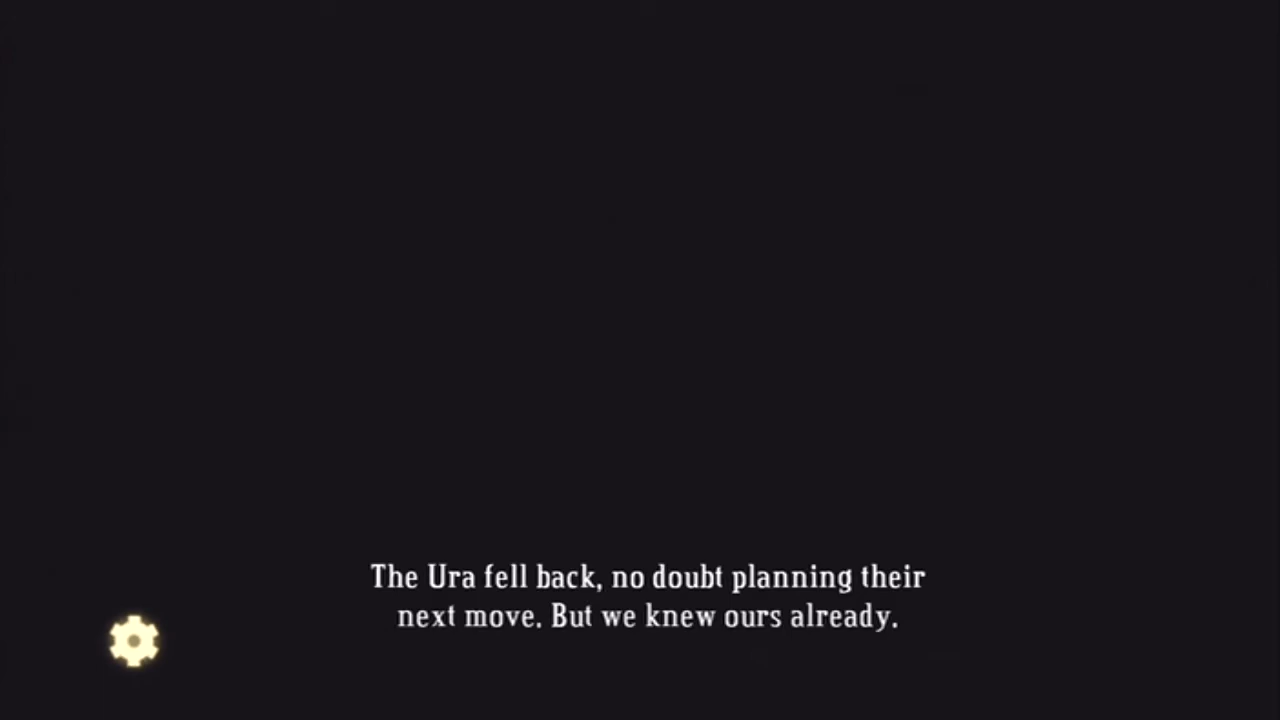 The Ura fell back, no doubt planning their
next move. But we knew ours already.